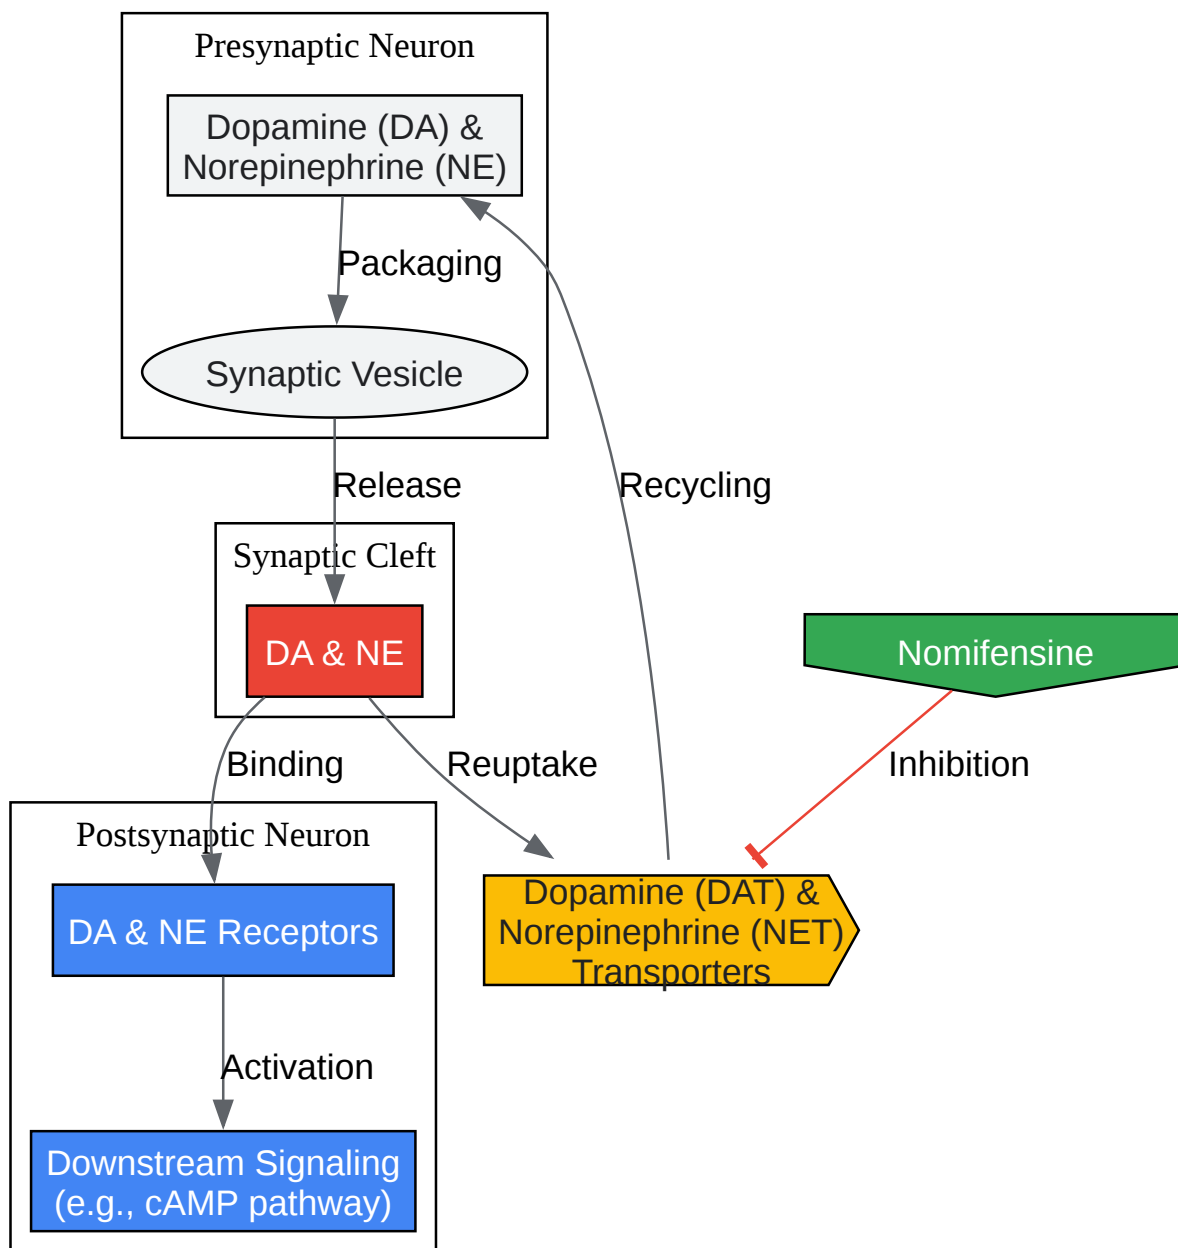 Presynaptic Neuron
Dopamine (DA) &
Norepinephrine (NE)
Packaging
Synaptic Vesicle
Release
Recycling
Synaptic Cleft
DA & NE
Nomifensine
Binding
Reuptake
Inhibition
Postsynaptic Neuron
DA & NE Receptors
Dopamine (DAT) &
Norepinephrine (NET)
Transporters
Activation
Downstream Signaling
(e.g., cAMP pathway)